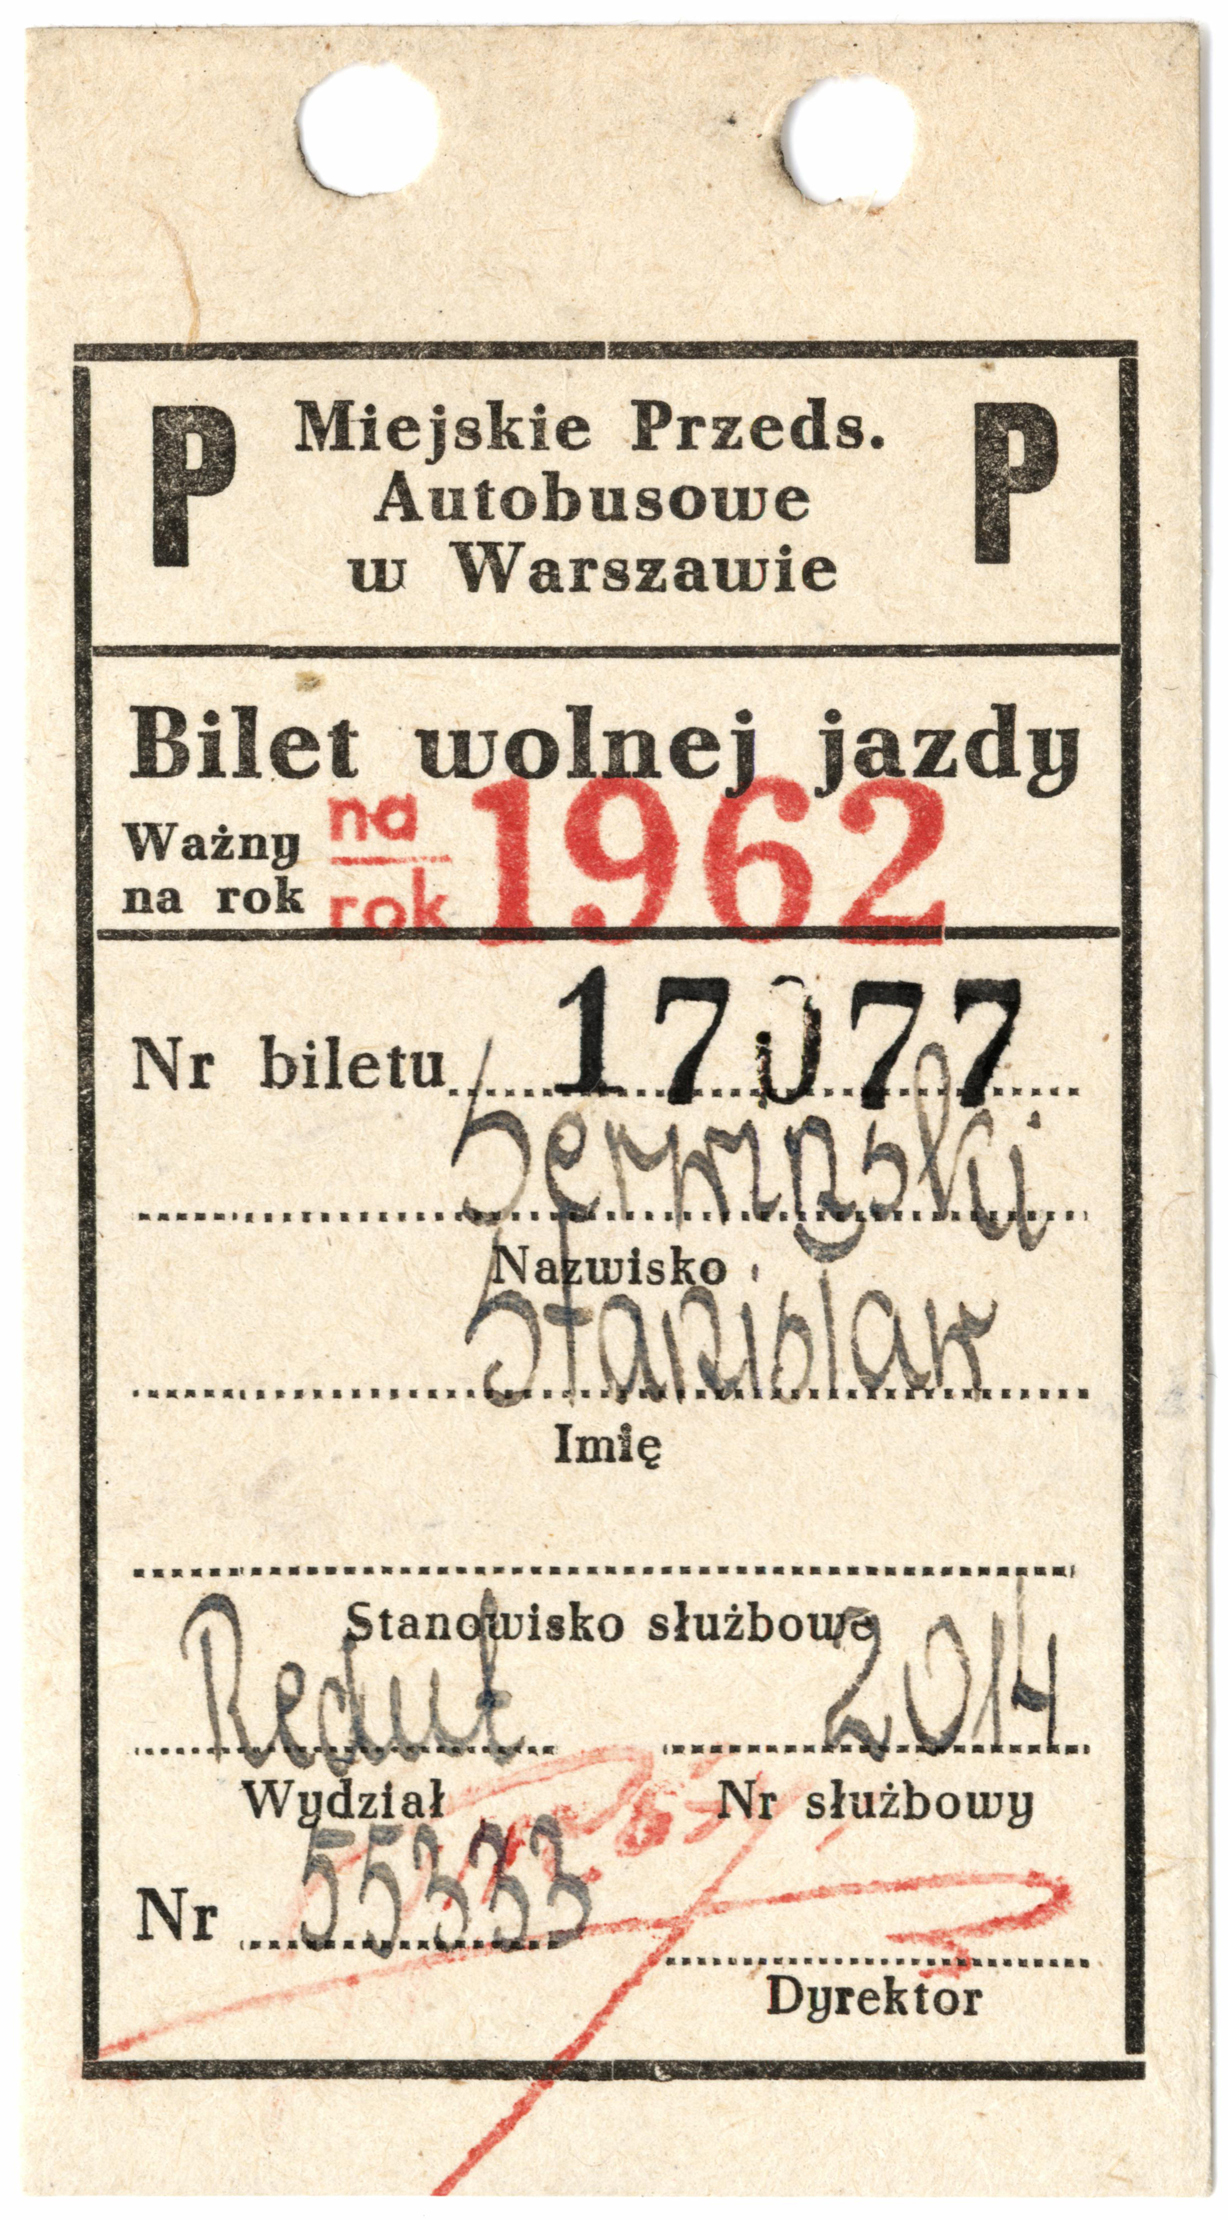 P Miejskie Przeds. P
Autobusowe
w Warszawie
Bilet wolnej jazdy
Ważny na 1962
na rok rok
Nr biletu 17077
Nazwisko
Stanisław
Imię
Stanowisko służbowe
Redut 2014
Wydział Nr służbowy
Nr 55333
Dyrektor